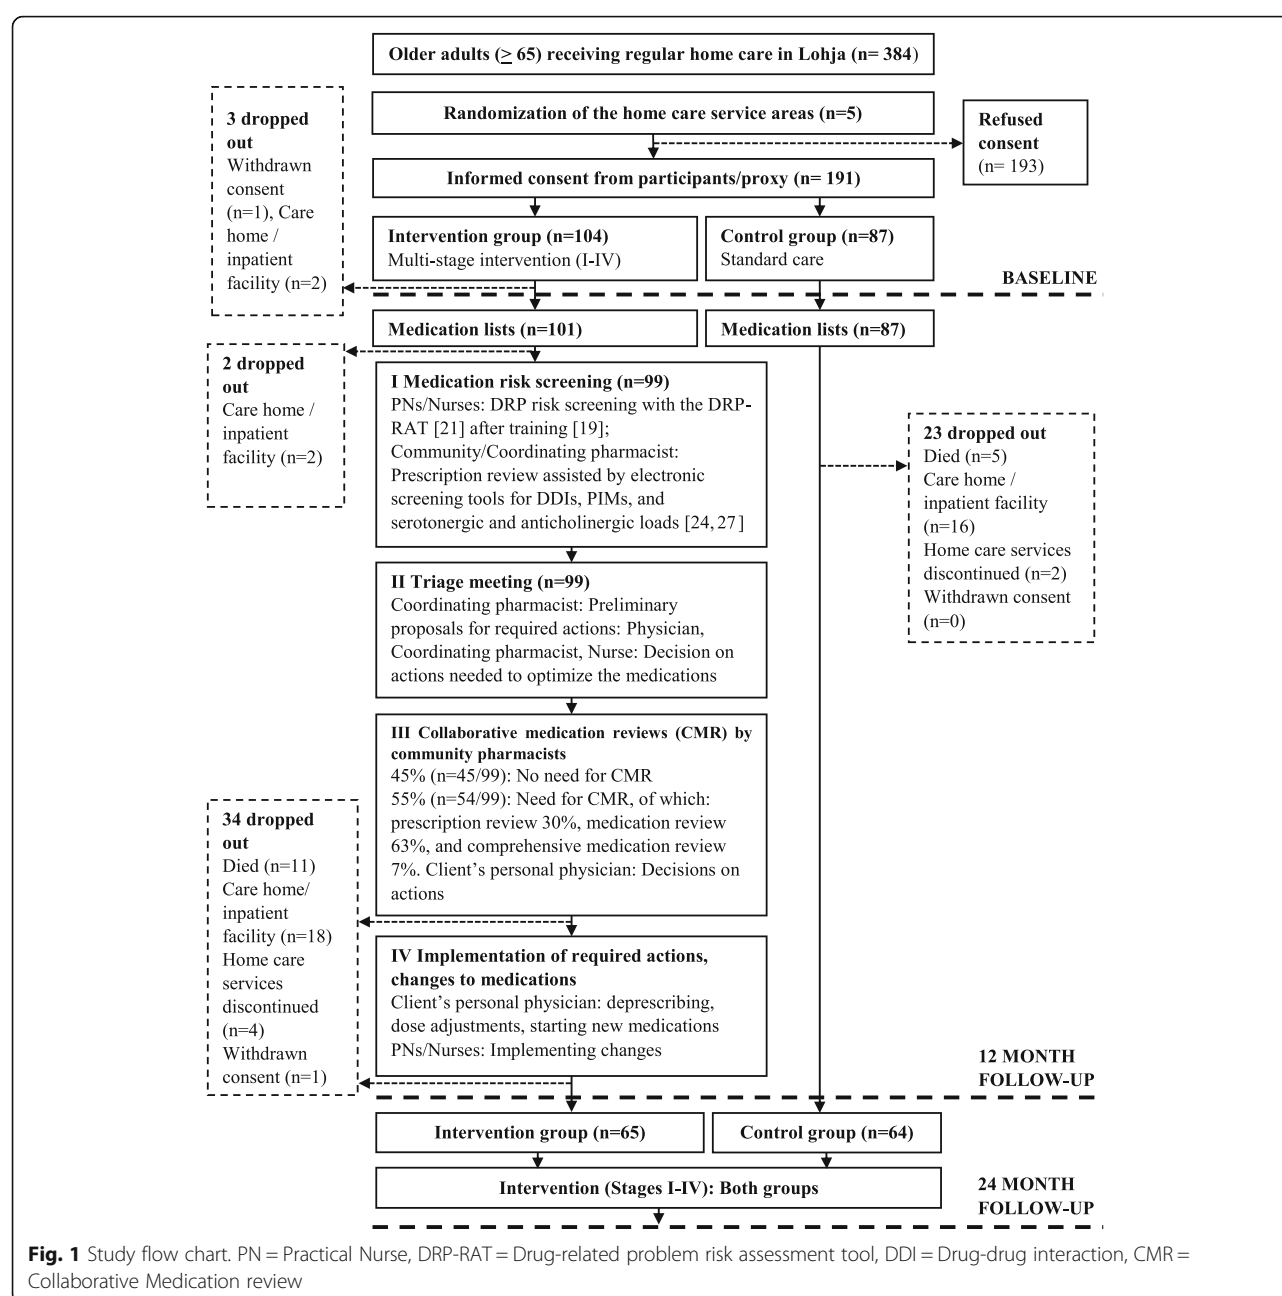 Older adults (≥ 65) receiving regular home care in Lohja (n= 384)
Randomization of the home care service areas (n=5)
Refused
consent
(n= 193)
Informed consent from participants/proxy (n= 191)
Intervention group (n=104)
Multi-stage intervention (I-IV)
Control group (n=87)
Standard care
3 dropped
out
Withdrawn
consent
(n=1), Care
home /
inpatient
facility (n=2)
BASELINE
Medication lists (n=101)
Medication lists (n=87)
2 dropped
out
Care home /
inpatient
facility (n=2)
I Medication risk screening (n=99)
PNs/Nurses: DRP risk screening with the DRP-
RAT [21] after training [19];
Community/Coordinating pharmacist:
Prescription review assisted by electronic
screening tools for DDIs, PIMs, and
serotonergic and anticholinergic loads [24, 27]
23 dropped out
Died (n=5)
Care home /
inpatient facility
(n=16)
Home care services
discontinued (n=2)
Withdrawn consent
(n=0)
II Triage meeting (n=99)
Coordinating pharmacist: Preliminary
proposals for required actions: Physician,
Coordinating pharmacist, Nurse: Decision on
actions needed to optimize the medications
III Collaborative medication reviews (CMR) by
community pharmacists
45% (n=45/99): No need for CMR
55% (n=54/99): Need for CMR, of which:
prescription review 30%, medication review
63%, and comprehensive medication review
7%. Client's personal physician: Decisions on
actions
34 dropped
out
Died (n=11)
Care home/
inpatient
facility (n=18)
Home care
services
discontinued
(n=4)
Withdrawn
consent (n=1)
IV Implementation of required actions,
changes to medications
Client's personal physician: deprescribing,
dose adjustments, starting new medications
PNs/Nurses: Implementing changes
12 MONTH
FOLLOW-UP
Intervention group (n=65)
Control group (n=64)
Intervention (Stages I-IV): Both groups
24 MONTH
FOLLOW-UP
Fig. 1 Study flow chart. PN = Practical Nurse, DRP-RAT = Drug-related problem risk assessment tool, DDI = Drug-drug interaction, CMR =
Collaborative Medication review